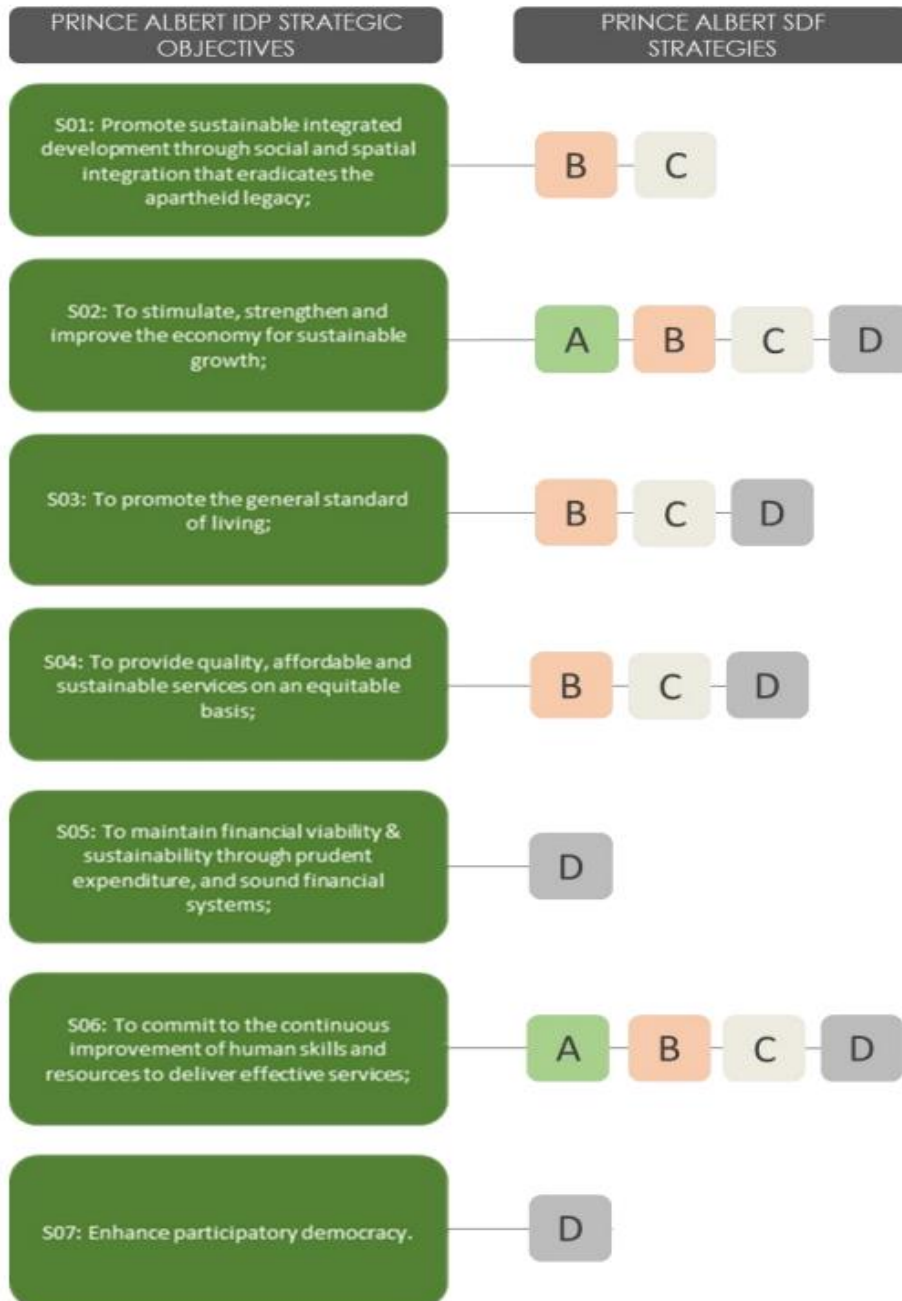 PRINCE ALBERT IDP STRATEGIC
OBJECTIVES
PRINCE ALBERT SDF
STRATEGIES
S01: Promote sustainable integrated
development through social and spatial
integration that eradicates the
apartheid legacy;
B C
S02: To stimulate, strengthen and
improve the economy for sustainable
growth;
A B C D
S03: To promote the general standard
of living;
B C D
S04: To provide quality, affordable and
sustainable services on an equitable
basis;
B C D
S05: To maintain financial viability &
sustainability through prudent
expenditure, and sound financial
systems;
D
S06: To commit to the continuous
improvement of human skills and
resources to deliver effective services;
A B C D
S07: Enhance participatory democracy.
D